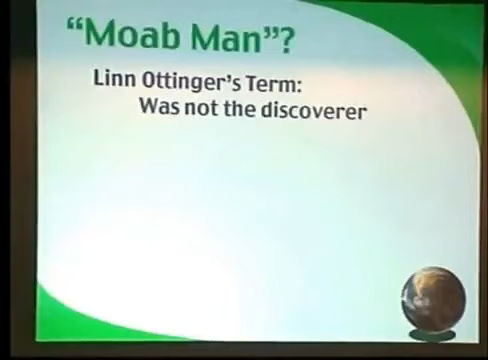 “Moab Man”?
Linn Ottinger’s Term:
Was not the discoverer